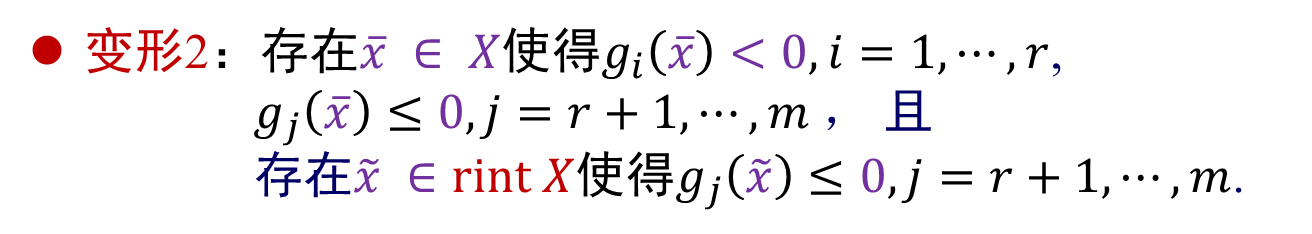 ● 变形2：存在x̄ ∈ X使得gᵢ(x̄) < 0, i = 1, ⋯, r,
gⱼ(x̄) ≤ 0, j = r + 1, ⋯, m ， 且
存在x̃ ∈ rint X使得gⱼ(x̃) ≤ 0, j = r + 1, ⋯, m.